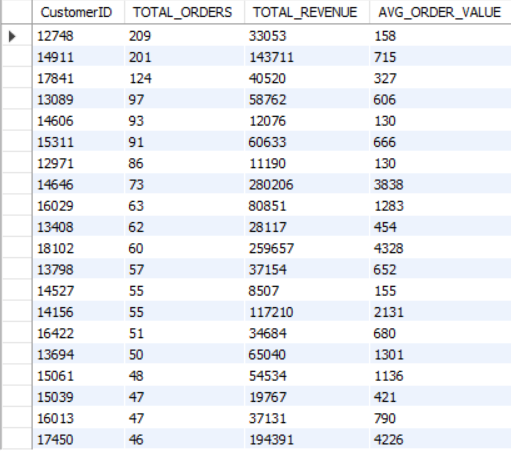 CustomerID TOTAL_ORDERS TOTAL_REVENUE AVG_ORDER_VALUE
12748 209 33053 158
14911 201 143711 715
17841 124 40520 327
13089 97 58762 606
14606 93 12076 130
15311 91 60633 666
12971 86 11190 130
14646 73 280206 3838
16029 63 80851 1283
13408 62 28117 454
18102 60 259657 4328
13798 57 37154 652
14527 55 8507 155
14156 55 117210 2131
16422 51 34684 680
13694 50 65040 1301
15061 48 54534 1136
15039 47 19767 421
16013 47 37131 790
17450 46 194391 4226